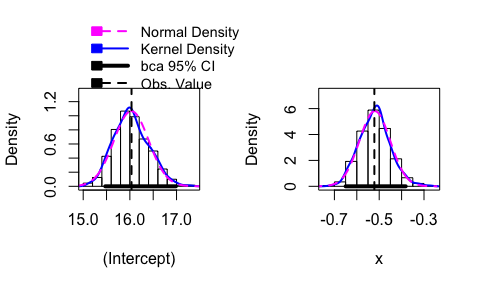 Normal Density
Kernel Density
bca 95% CI
Obs. Value
Density
0.0 0.6 1.2
15.0 16.0 17.0
(Intercept)
Density
0 2 4 6
-0.7 -0.5 -0.3
x